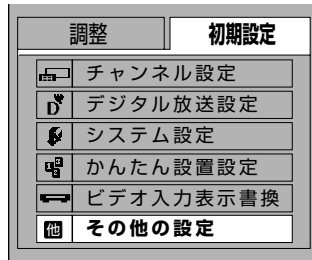 調整
初期設定
チャンネル設定
デジタル放送設定
システム設定
かんたん設置設定
ビデオ入力表示書換
他 その他の設定